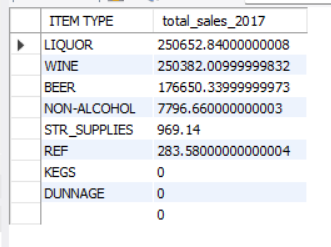 ITEM TYPE total_sales_2017
LIQUOR 250652.84000000008
WINE 250382.00999999832
BEER 176650.33999999973
NON-ALCOHOL 7796.660000000003
STR_SUPPLIES 969.14
REF 283.58000000000004
KEGS 0
DUNNAGE 0
0